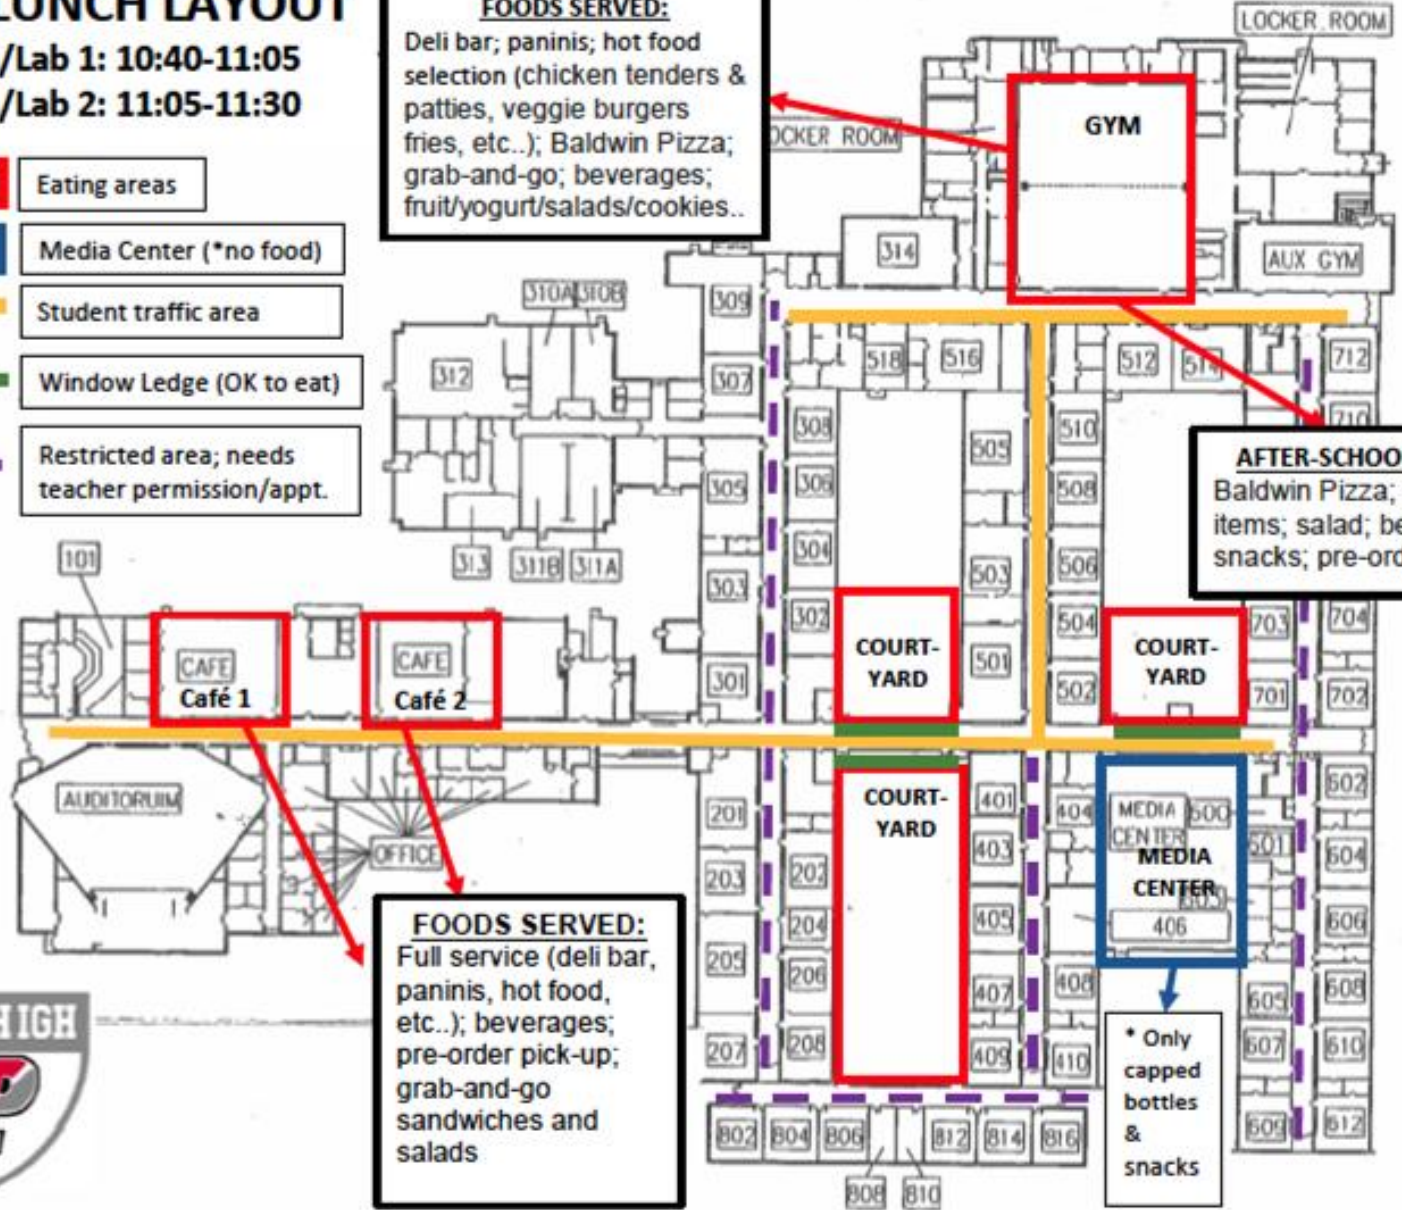 LUNCH LAYOUT
/Lab 1: 10:40-11:05
/Lab 2: 11:05-11:30
Eating areas
Media Center (*no food)
Student traffic area
Window Ledge (OK to eat)
Restricted area; needs
teacher permission/appt.
FOODS SERVED:
Deli bar; paninis; hot food
selection (chicken tenders &
patties, veggie burgers
fries, etc..); Baldwin Pizza;
grab-and-go; beverages;
fruit/yogurt/salads/cookies..
LOCKER ROOM
OCKER ROOM
GYM
AUX GYM
314
309
310A
310B
312
307
518
516
512
514
712
710
308
505
510
305
306
508
AFTER-SCHOO
Baldwin Pizza;
items; salad; be
snacks; pre-ord
313
311B
311A
304
303
302
503
506
504
501
502
301
COURT-
YARD
COURT-
YARD
703
704
701
702
101
CAFE
Café 1
CAFE
Café 2
AUDITORUIM
OFFICE
201
203
205
207
202
204
206
208
COURT-
YARD
401
403
405
407
409
404
408
410
MEDIA
CENTER
600
MEDIA
CENTER
603
406
601
602
604
606
605
608
607
610
609
612
FOODS SERVED:
Full service (deli bar,
paninis, hot food,
etc..); beverages;
pre-order pick-up;
grab-and-go
sandwiches and
salads
* Only
capped
bottles
&
snacks
802
804
806
812
814
816
808
810
HIGH